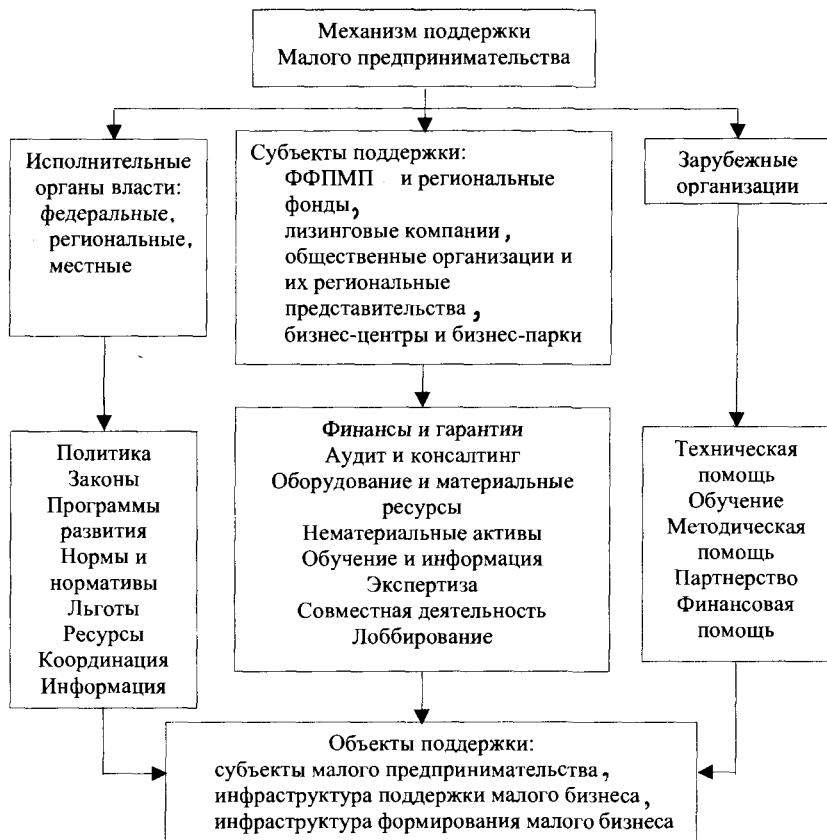 Механизм поддержки
Малого предпринимательства
Исполнительные
органы власти:
федеральные,
региональные,
местные
Субъекты поддержки:
ФФПМП и региональные
фонды,
лизинговые компании,
общественные организации и
их региональные
представительства,
бизнес-центры и бизнес-парки
Зарубежные
организации
Политика
Законы
Программы
развития
Нормы и
нормативы
Льготы
Ресурсы
Координация
Информация
Финансы и гарантии
Аудит и консалтинг
Оборудование и материальные
ресурсы
Нематериальные активы
Обучение и информация
Экспертиза
Совместная деятельность
Лоббирование
Техническая
помощь
Обучение
Методическая
помощь
Партнерство
Финансовая
помощь
Объекты поддержки:
субъекты малого предпринимательства,
инфраструктура поддержки малого бизнеса,
инфраструктура формирования малого бизнеса